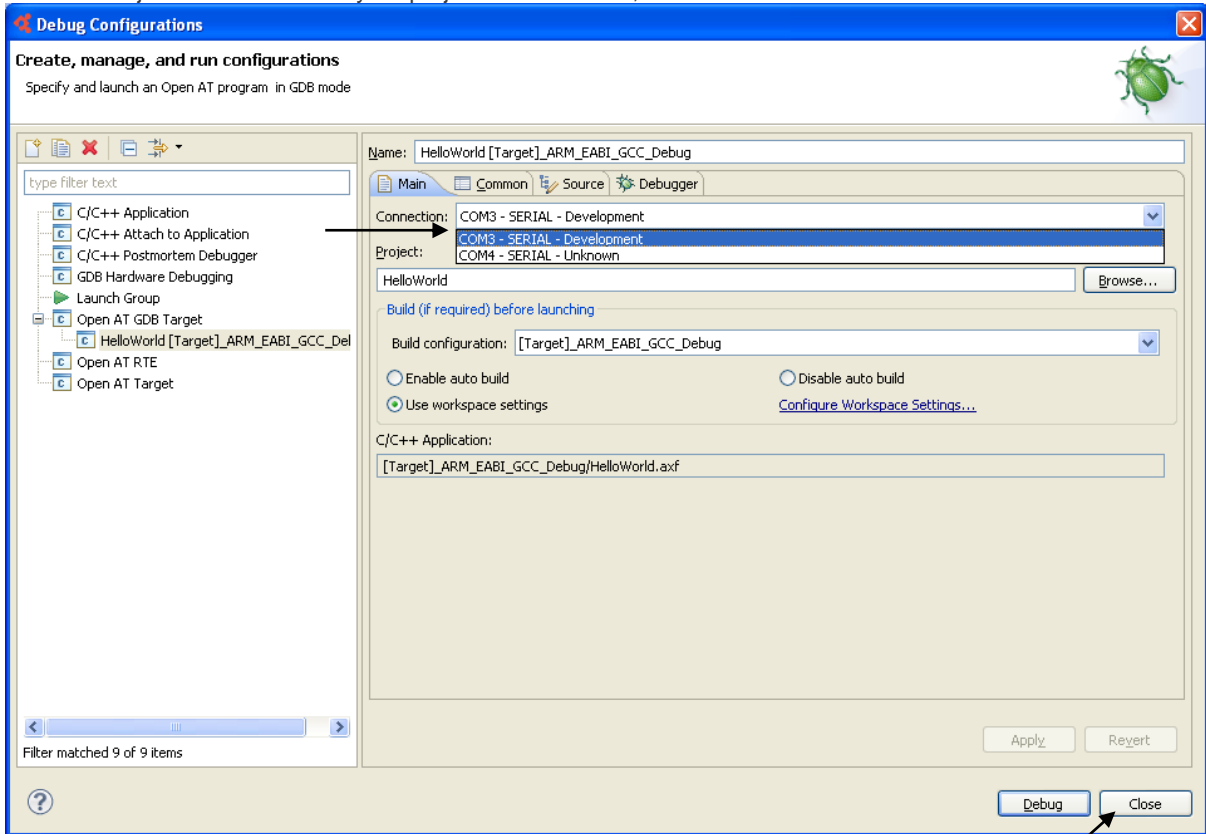 Debug Configurations
Create, manage, and run configurations
Specify and launch an Open AT program in GDB mode
type filter text
C/C++ Application
C/C++ Attach to Application
C/C++ Postmortem Debugger
GDB Hardware Debugging
Launch Group
Open AT GDB Target
HelloWorld [Target]_ARM_EABI_GCC_Del
Open AT RTE
Open AT Target
Filter matched 9 of 9 items
Name: HelloWorld [Target]_ARM_EABI_GCC_Debug
Main Common Source Debugger
Connection: COM3 - SERIAL - Development
COM3 - SERIAL - Development
COM4 - SERIAL - Unknown
Project:
HelloWorld Browse...
Build (if required) before launching
Build configuration: [Target]_ARM_EABI_GCC_Debug
Enable auto build Disable auto build
Use workspace settings Configure Workspace Settings...
C/C++ Application:
[Target]_ARM_EABI_GCC_Debug/HelloWorld.axf
Apply Revert
Debug Close